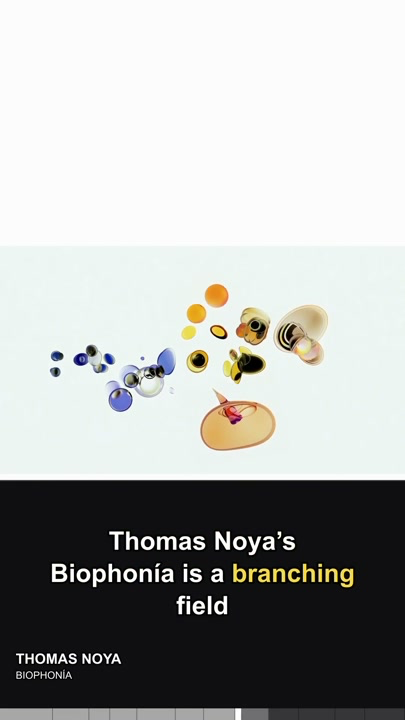 Thomas Noya’s
Biophonía is a branching
field
THOMAS NOYA
BIOPHONÍA